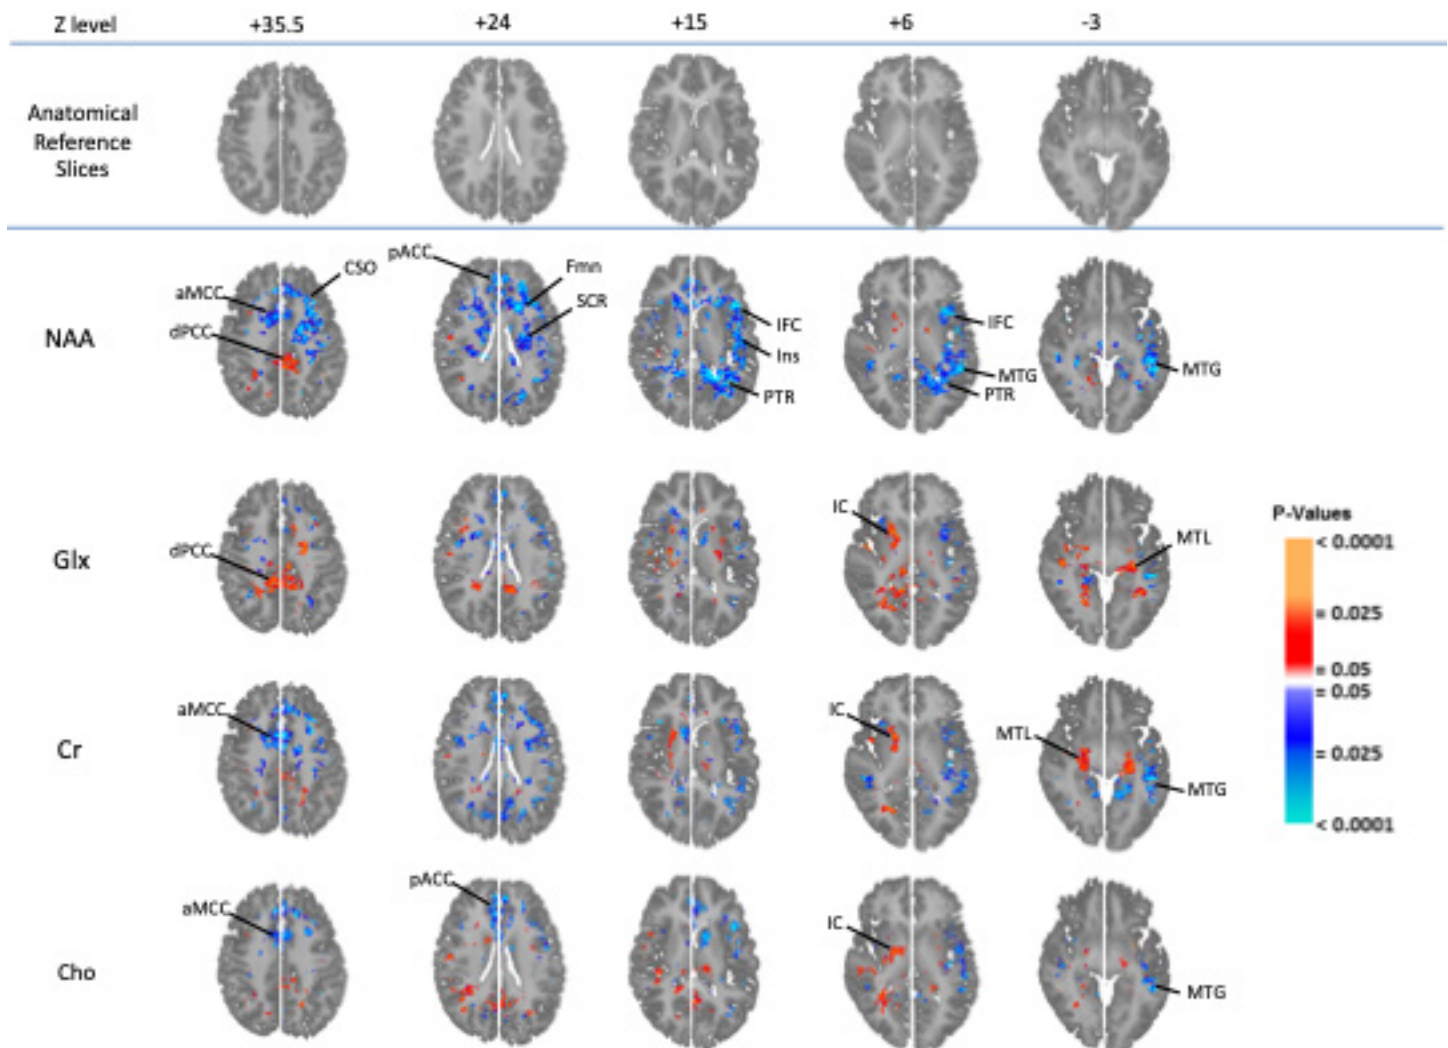 Z level +35.5 +24 +15 +6 -3
Anatomical
Reference
Slices
NAA
aMCC
CSO
dPCC
pACC
Fmn
SCR
IFC
Ins
PTR
IFC
MTG
PTR
MTG
Glx
dPCC
IC
MTL
Cr
aMCC
IC
MTL
MTG
Cho
aMCC
pACC
IC
MTG
P-Values
< 0.0001
= 0.025
= 0.05
= 0.05
= 0.025
< 0.0001